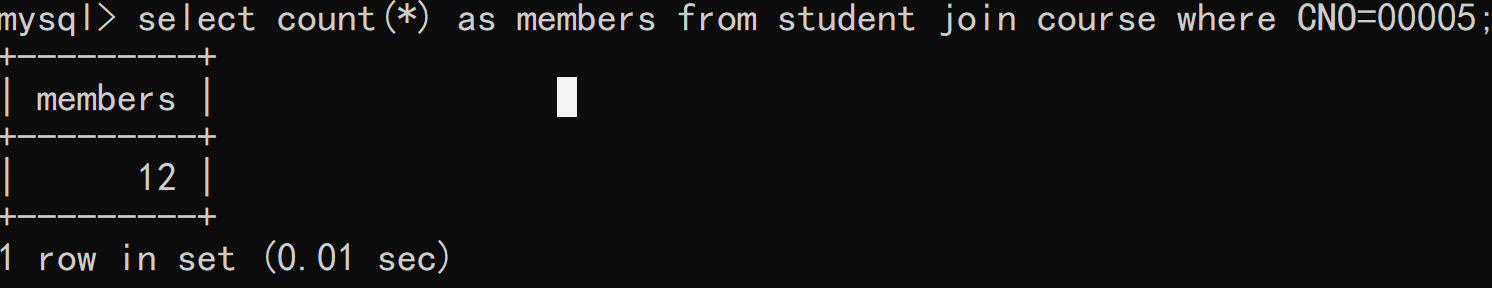 mysql> select count(*) as members from student join course where CNO=00005;
+---------+
| members |
+---------+
|      12 |
+---------+
1 row in set (0.01 sec)